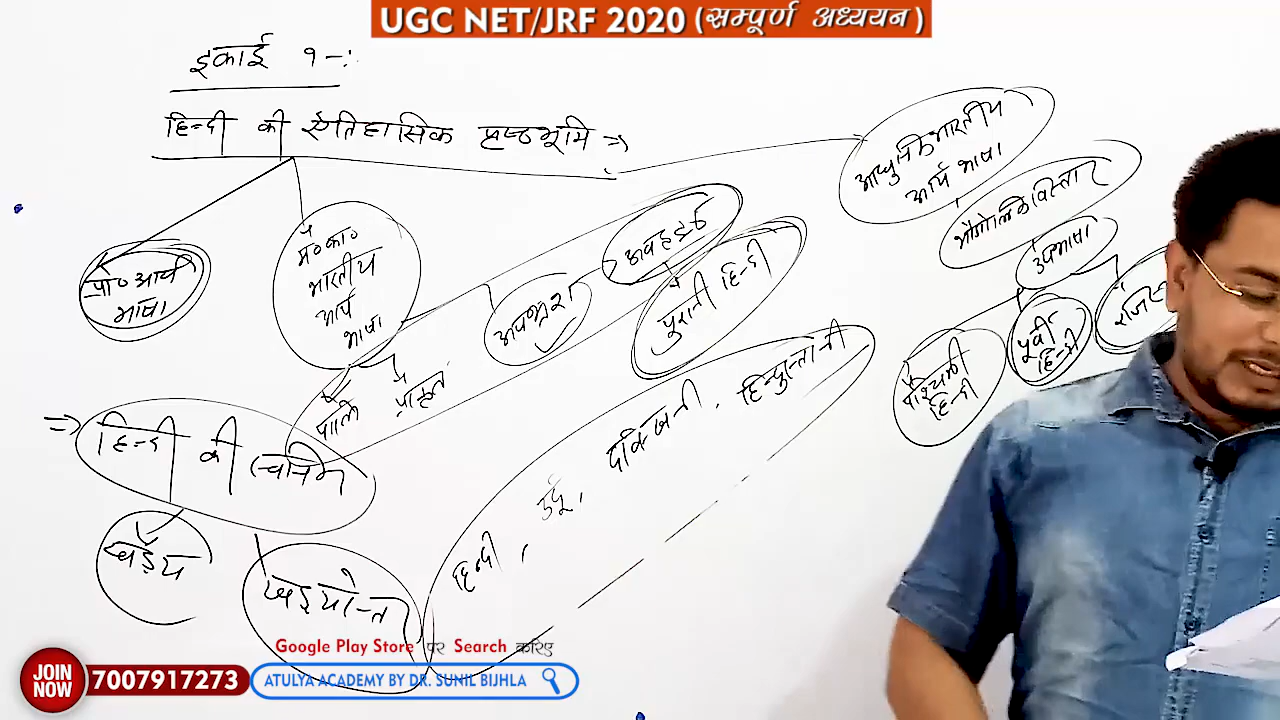 UGC NET/JRF 2020 (सम्पूर्ण अध्ययन)
इकाई १-:
हिन्दी की ऐतिहासिक पृष्ठभूमि ⇒
प्रा० आर्य
भाषा
म० का०
भारतीय
आर्य
भाषा
पालि
प्राकृत
अपभ्रंश
अवहट्ट
पुरानी हिन्दी
आधुनिक भारतीय
आर्य भाषा
भौगोलिक विस्तार
उपभाषा
पश्चिमी
हिन्दी
पूर्वी
हिन्दी
⇒ हिन्दी की स्वनिम
खंड्य
हिन्दी, उर्दू, दक्खिनी, हिन्दुस्तानी
Google Play Store पर Search करिए
JOIN
NOW
7007917273
ATULYA ACADEMY BY DR. SUNIL BIJHLA